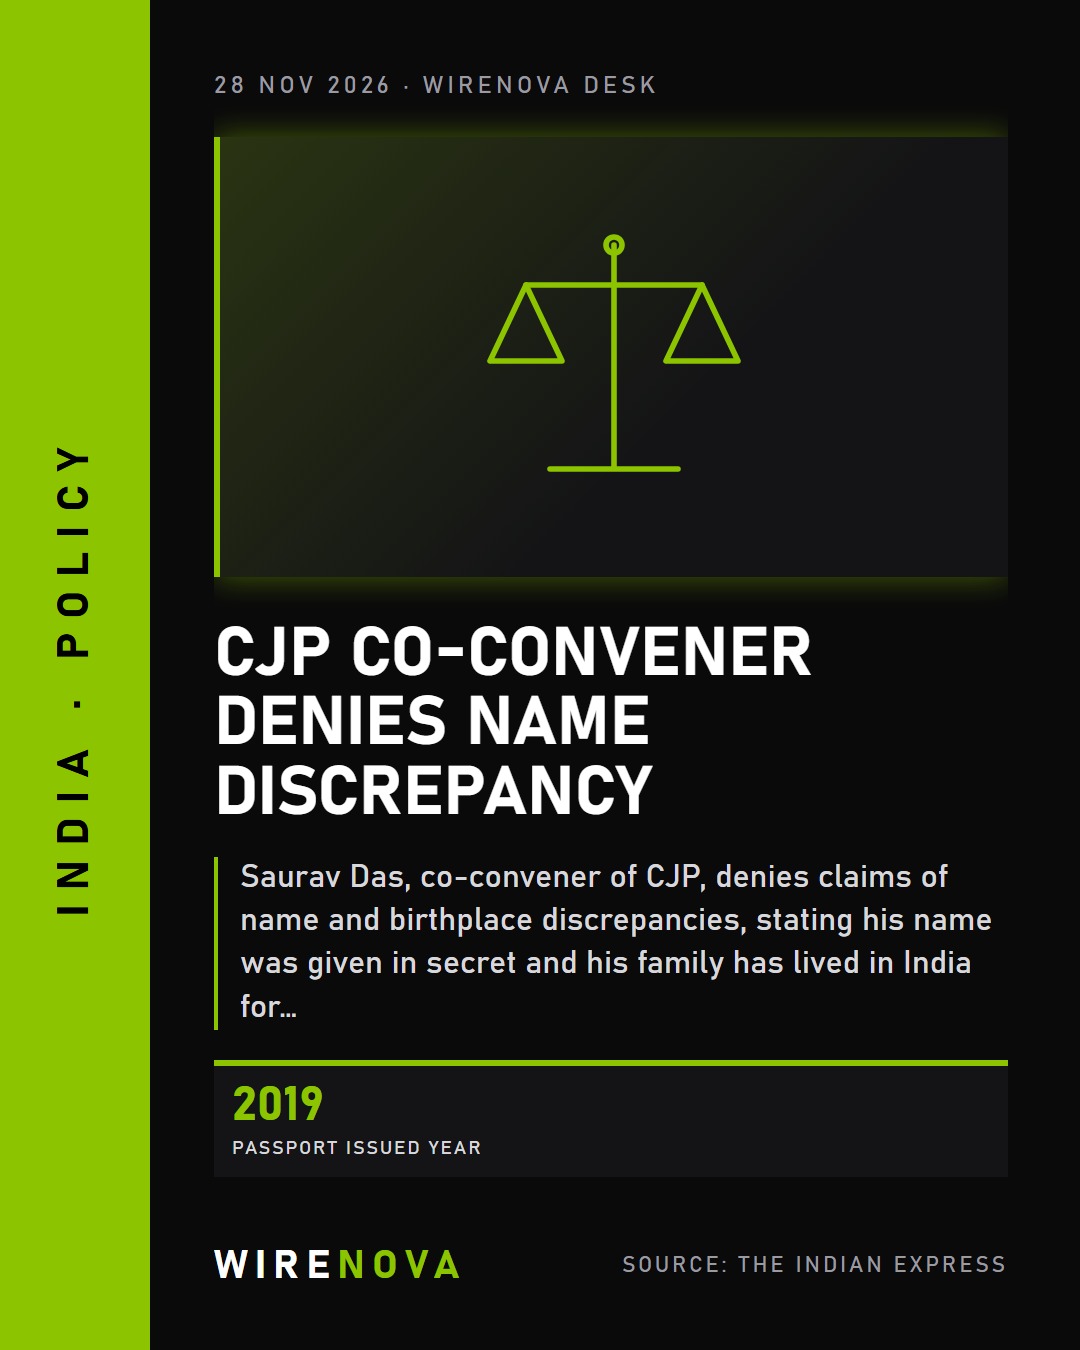 INDIA · POLICY
28 NOV 2026 · WIRENOVA DESK
CJP CO-CONVENER
DENIES NAME
DISCREPANCY
Saurav Das, co-convener of CJP, denies claims of
name and birthplace discrepancies, stating his name
was given in secret and his family has lived in India
for...
2019
PASSPORT ISSUED YEAR
WIRENOVA
SOURCE: THE INDIAN EXPRESS